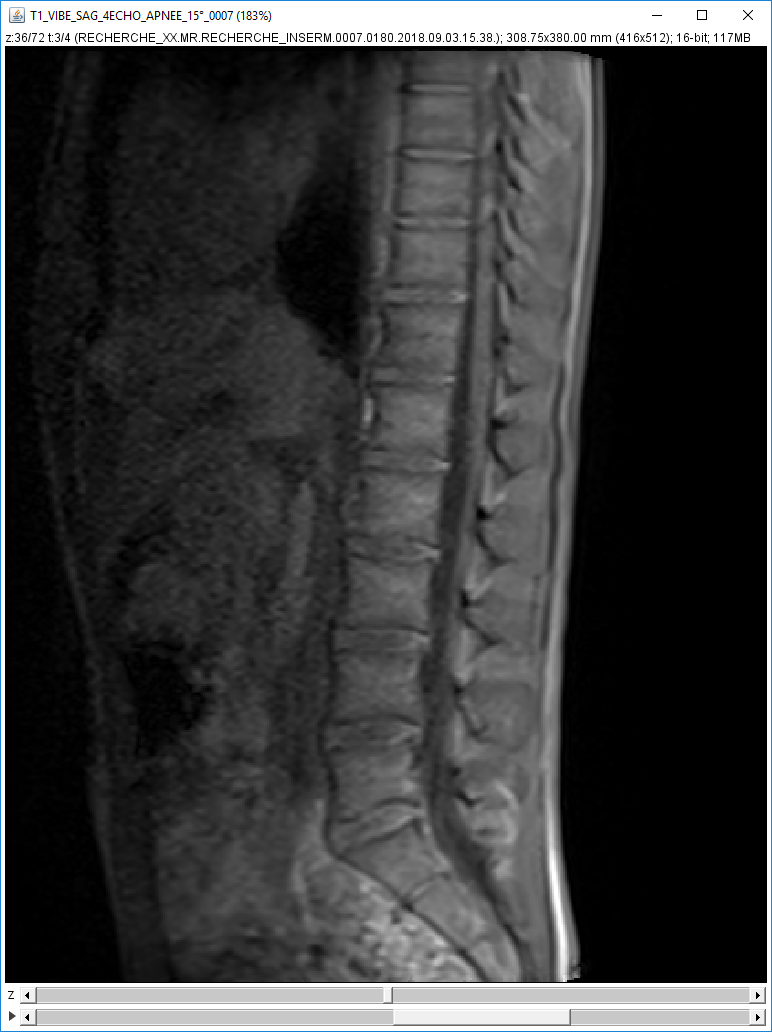 T1_VIBE_SAG_4ECHO_APNEE_15°_0007 (183%)
z:36/72 t:3/4 (RECHERCHE_XX.MR.RECHERCHE_INSERM.0007.0180.2018.09.03.15.38.); 308.75x380.00 mm (416x512); 16-bit; 117MB
Z